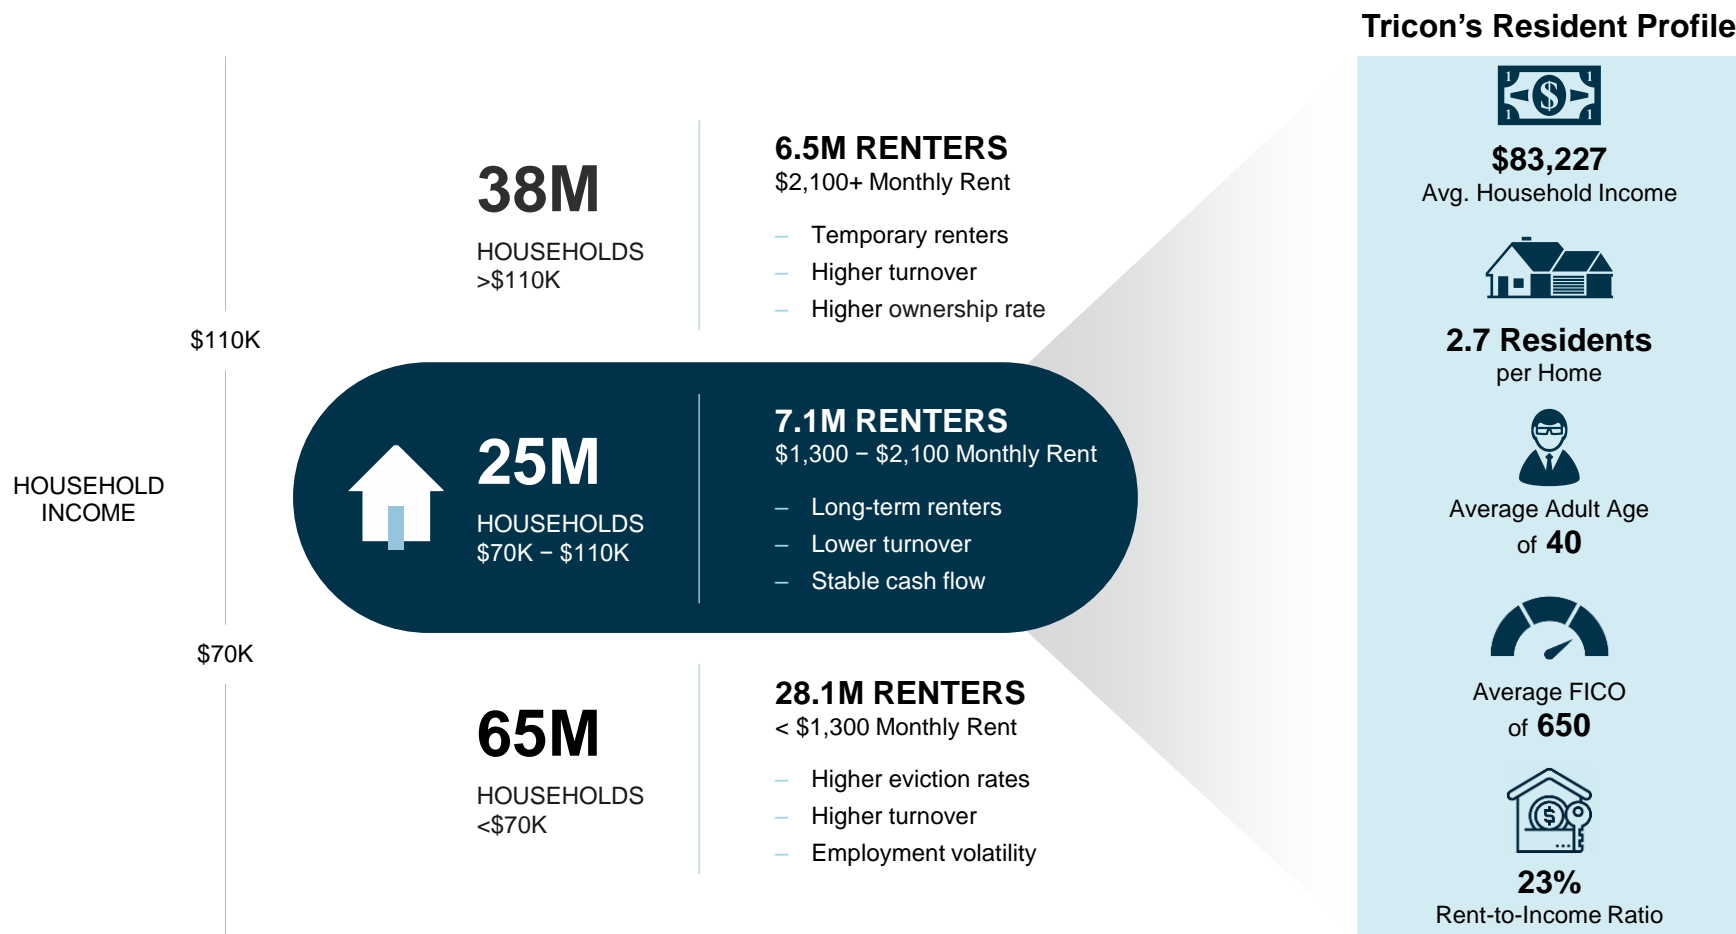 Tricon's Resident Profile
$110K
$70K
HOUSEHOLD
INCOME
38M
HOUSEHOLDS
>$110K
6.5M RENTERS
$2,100+ Monthly Rent
– Temporary renters
– Higher turnover
– Higher ownership rate
25M
HOUSEHOLDS
$70K – $110K
7.1M RENTERS
$1,300 – $2,100 Monthly Rent
– Long-term renters
– Lower turnover
– Stable cash flow
65M
HOUSEHOLDS
<$70K
28.1M RENTERS
< $1,300 Monthly Rent
– Higher eviction rates
– Higher turnover
– Employment volatility
$83,227
Avg. Household Income
2.7 Residents
per Home
Average Adult Age
of 40
Average FICO
of 650
23%
Rent-to-Income Ratio